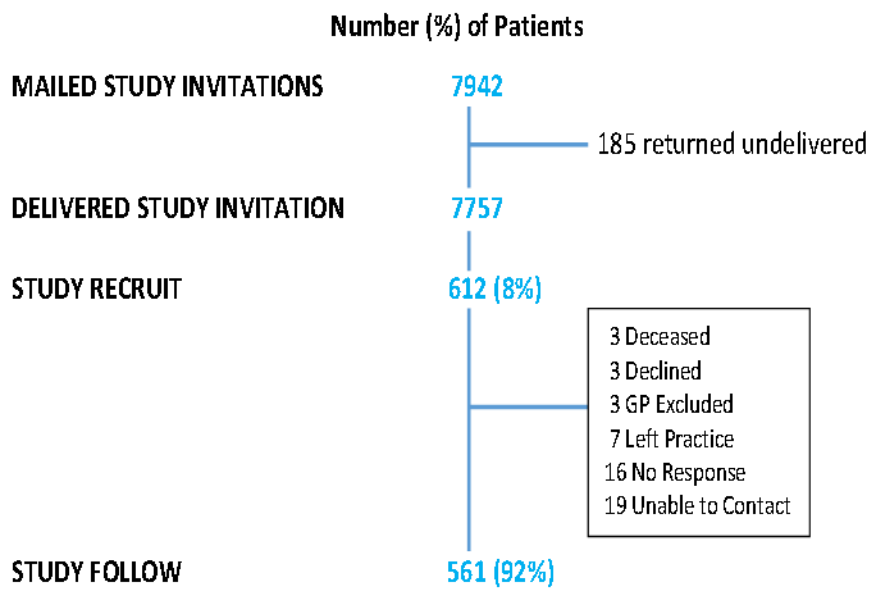 Number (%) of Patients
MAILED STUDY INVITATIONS 7942
185 returned undelivered
DELIVERED STUDY INVITATION 7757
STUDY RECRUIT 612 (8%)
3 Deceased
3 Declined
3 GP Excluded
7 Left Practice
16 No Response
19 Unable to Contact
STUDY FOLLOW 561 (92%)